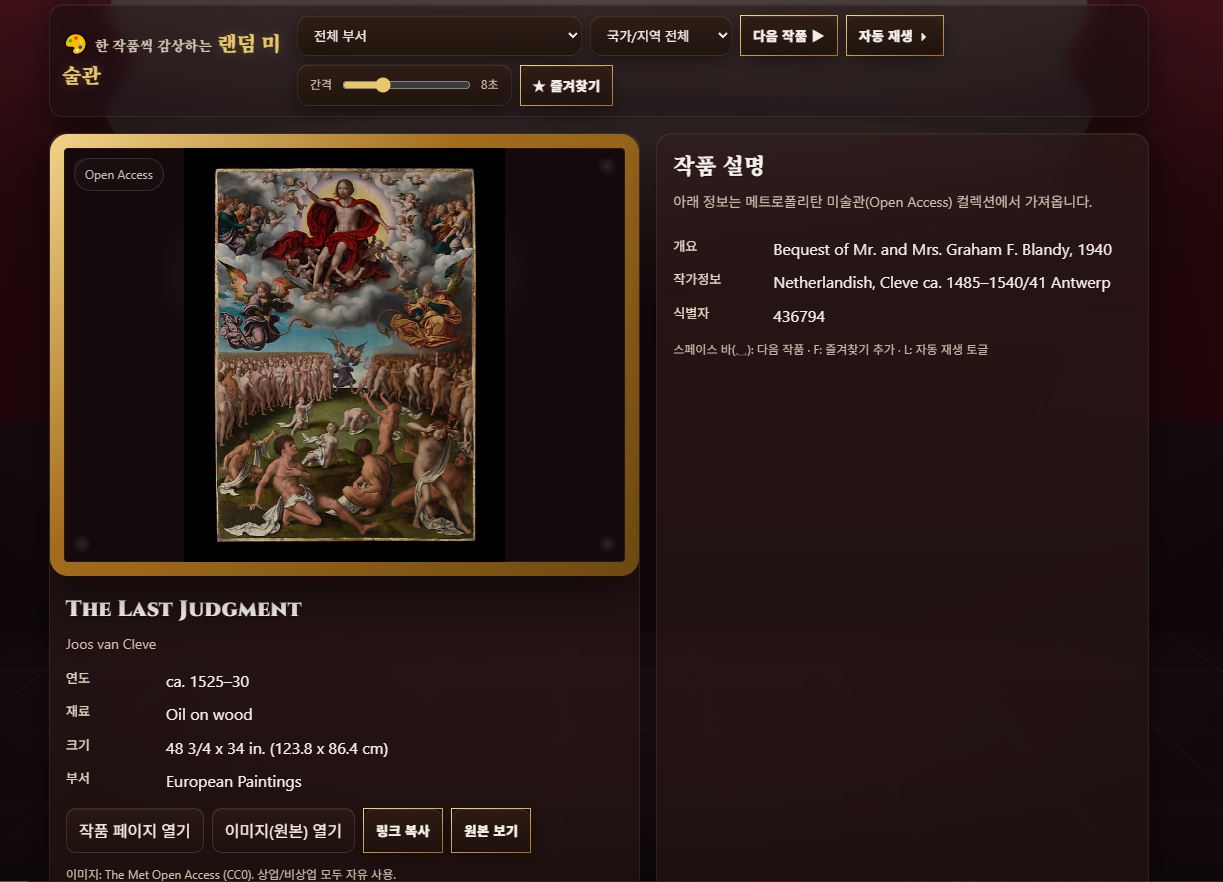 🎨 한 작품씩 감상하는 랜덤 미
술관
전체 부서
국가/지역 전체
다음 작품 ▶
자동 재생 ▸
간격
8초
★ 즐겨찾기
Open Access
The Last Judgment
Joos van Cleve
연도 ca. 1525–30
재료 Oil on wood
크기 48 3/4 x 34 in. (123.8 x 86.4 cm)
부서 European Paintings
작품 페이지 열기
이미지(원본) 열기
링크 복사
원본 보기
이미지: The Met Open Access (CC0). 상업/비상업 모두 자유 사용.
작품 설명
아래 정보는 메트로폴리탄 미술관(Open Access) 컬렉션에서 가져옵니다.
개요 Bequest of Mr. and Mrs. Graham F. Blandy, 1940
작가정보 Netherlandish, Cleve ca. 1485–1540/41 Antwerp
식별자 436794
스페이스 바(⎵): 다음 작품 · F: 즐겨찾기 추가 · L: 자동 재생 토글